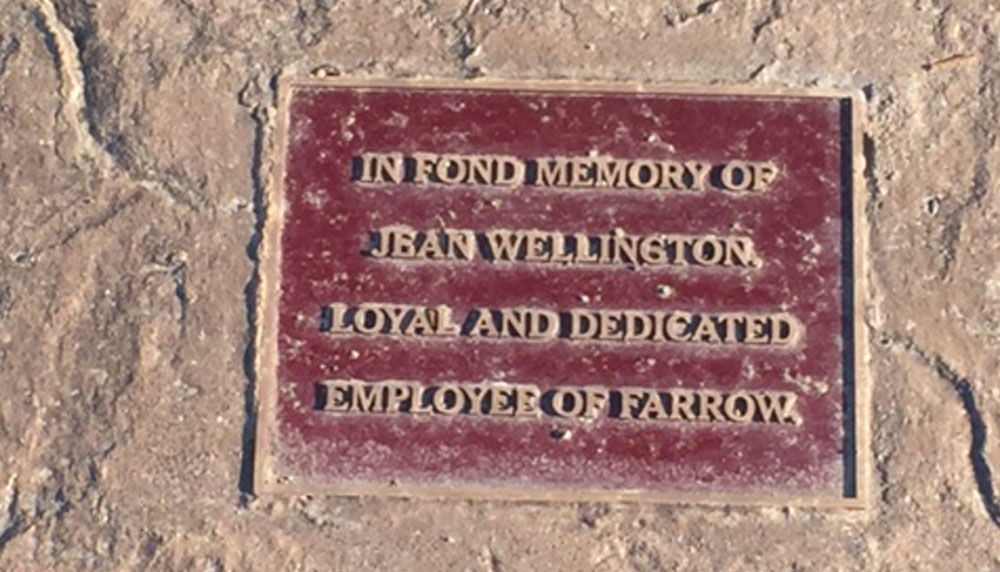 IN FOND MEMORY OF
JEAN WELLINGTON,
LOYAL AND DEDICATED
EMPLOYEE OF FARROW.